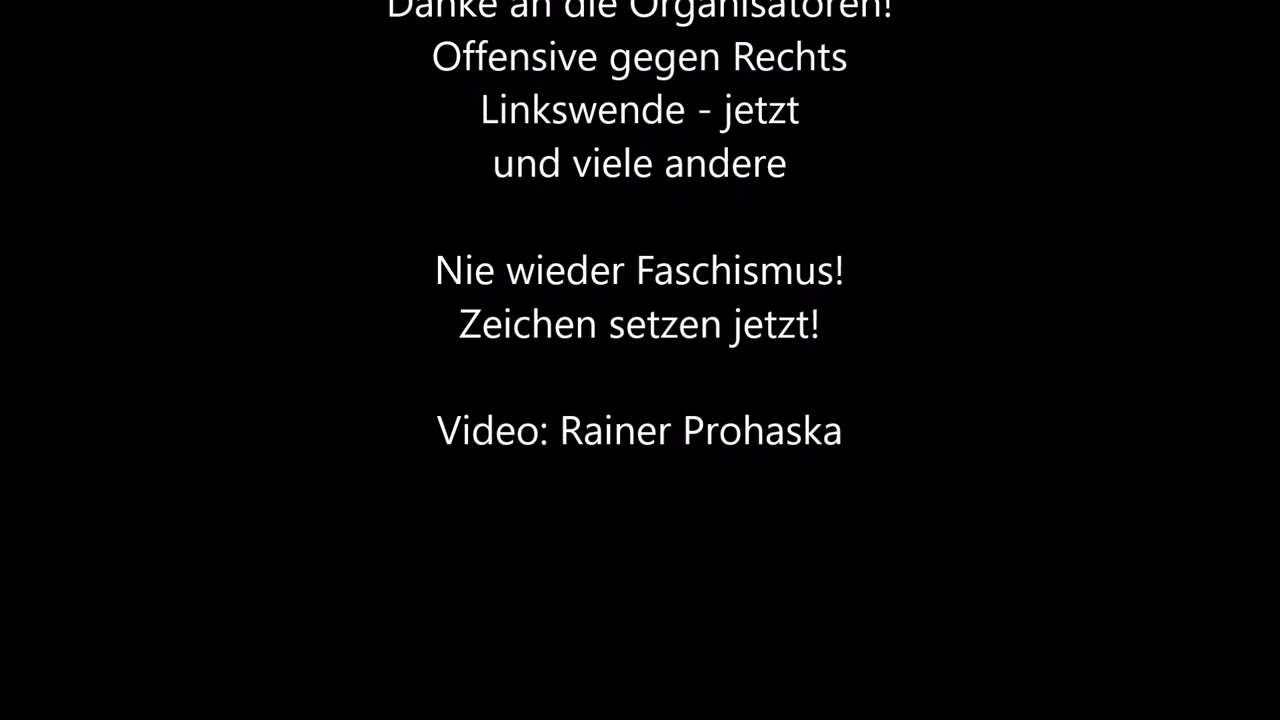 Danke an die Organisatoren!
Offensive gegen Rechts
Linkswende - jetzt
und viele andere
Nie wieder Faschismus!
Zeichen setzen jetzt!
Video: Rainer Prohaska